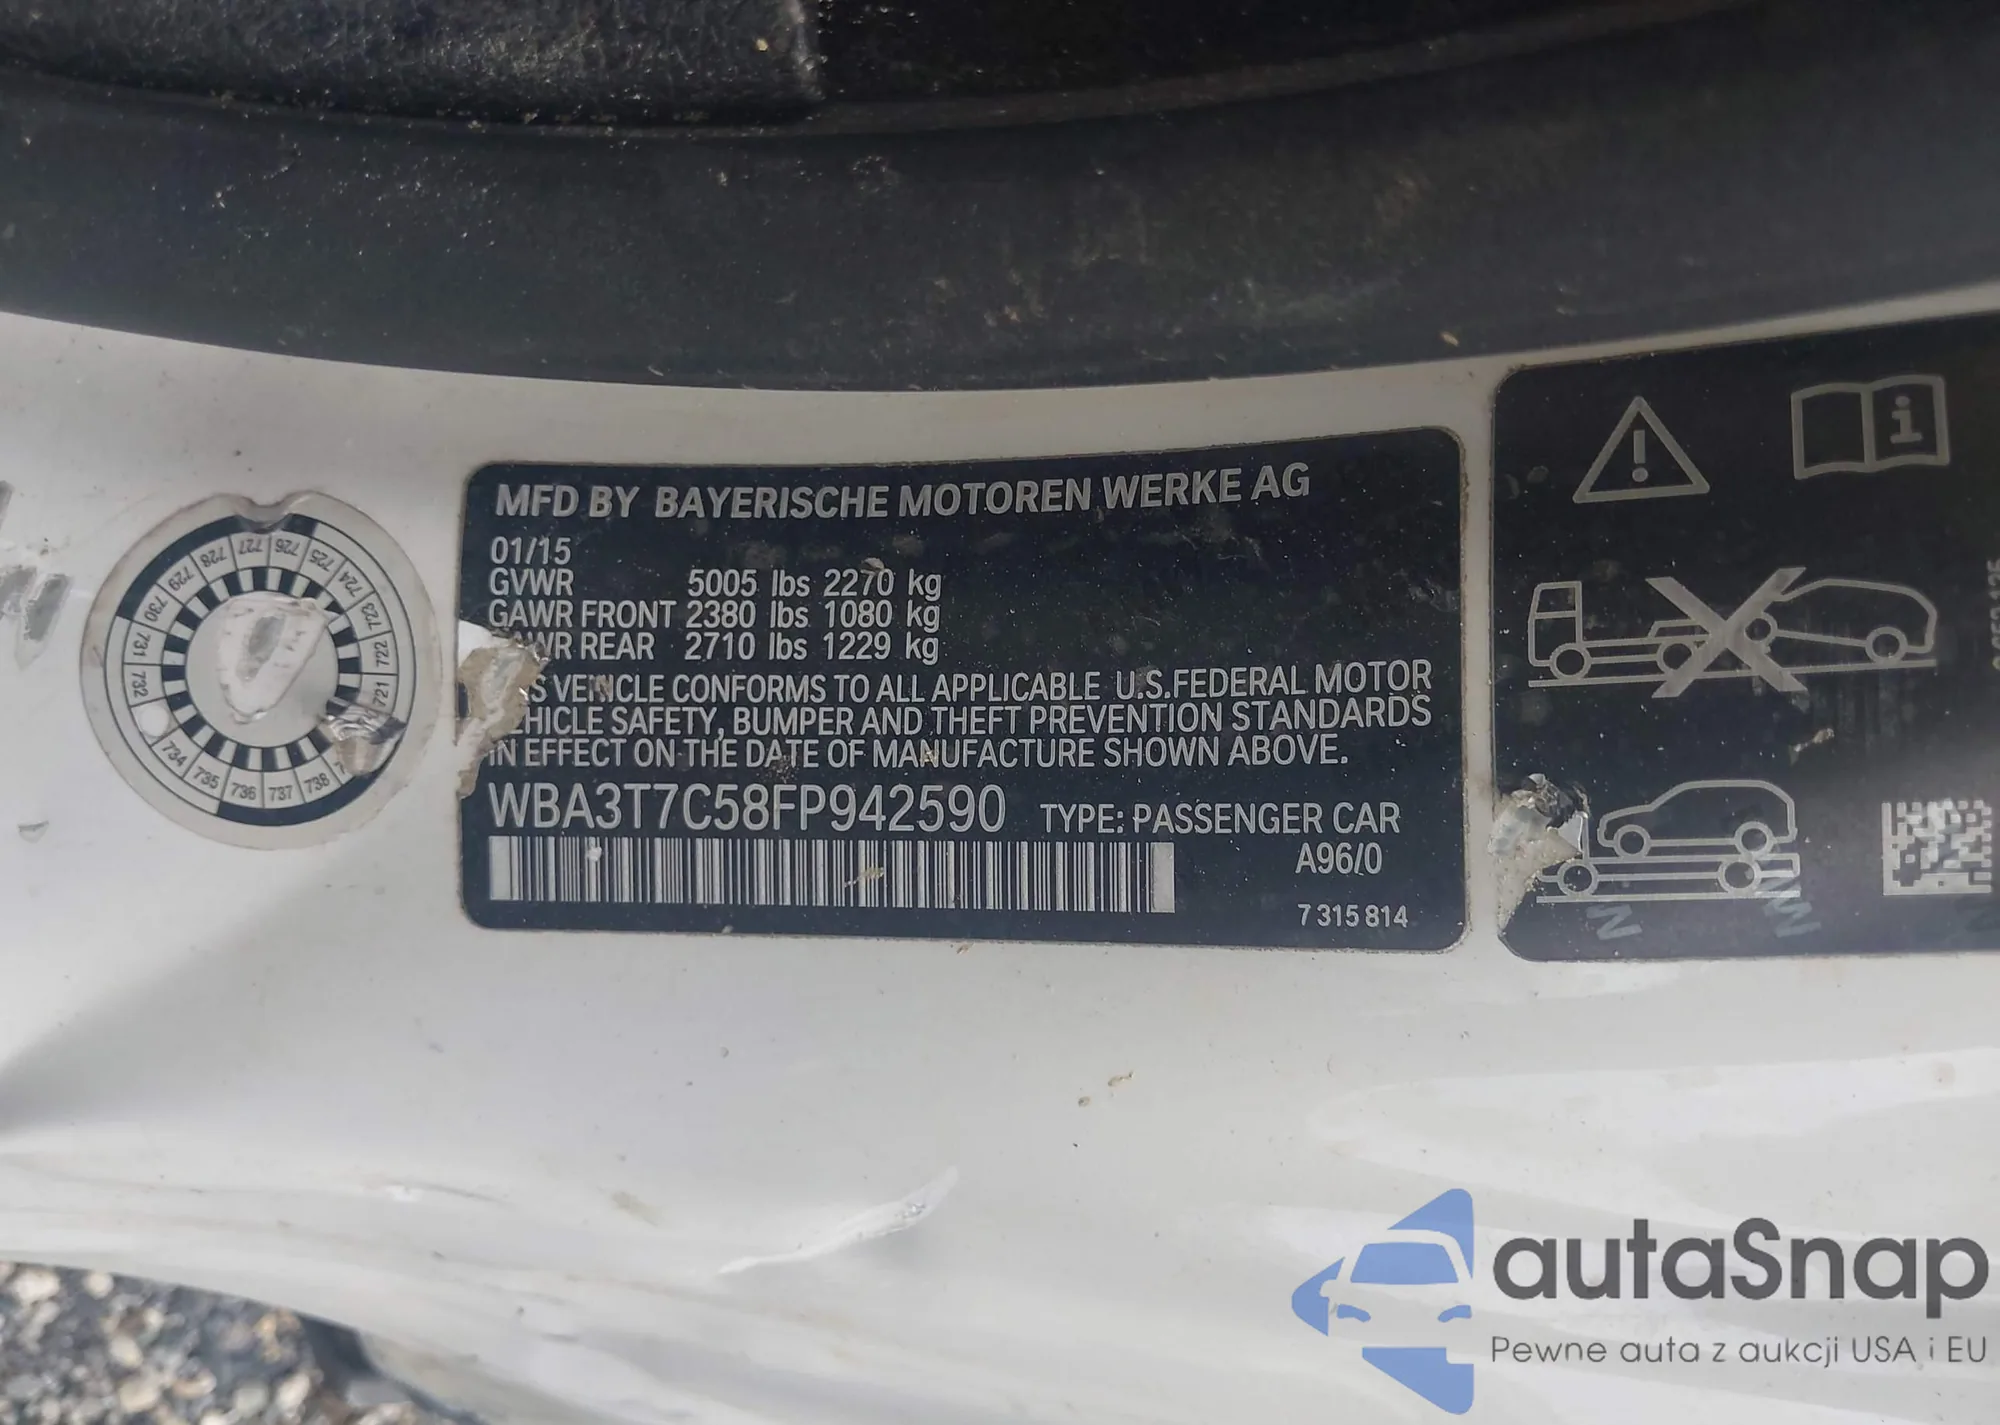 MFD BY BAYERISCHE MOTOREN WERKE AG
01/15
GVWR 5005 lbs 2270 kg
GAWR FRONT 2380 lbs 1080 kg
WR REAR 2710 lbs 1229 kg
S VEHICLE CONFORMS TO ALL APPLICABLE U.S.FEDERAL MOTOR
EHICLE SAFETY, BUMPER AND THEFT PREVENTION STANDARDS
IN EFFECT ON THE DATE OF MANUFACTURE SHOWN ABOVE.
WBA3T7C58FP942590 TYPE: PASSENGER CAR
A96/0
7 315 814
721 722 723 724 725 726 727 728 729 730 731 732
734 735 736 737 738
i
autaSnap
Pewne auta z aukcji USA i EU